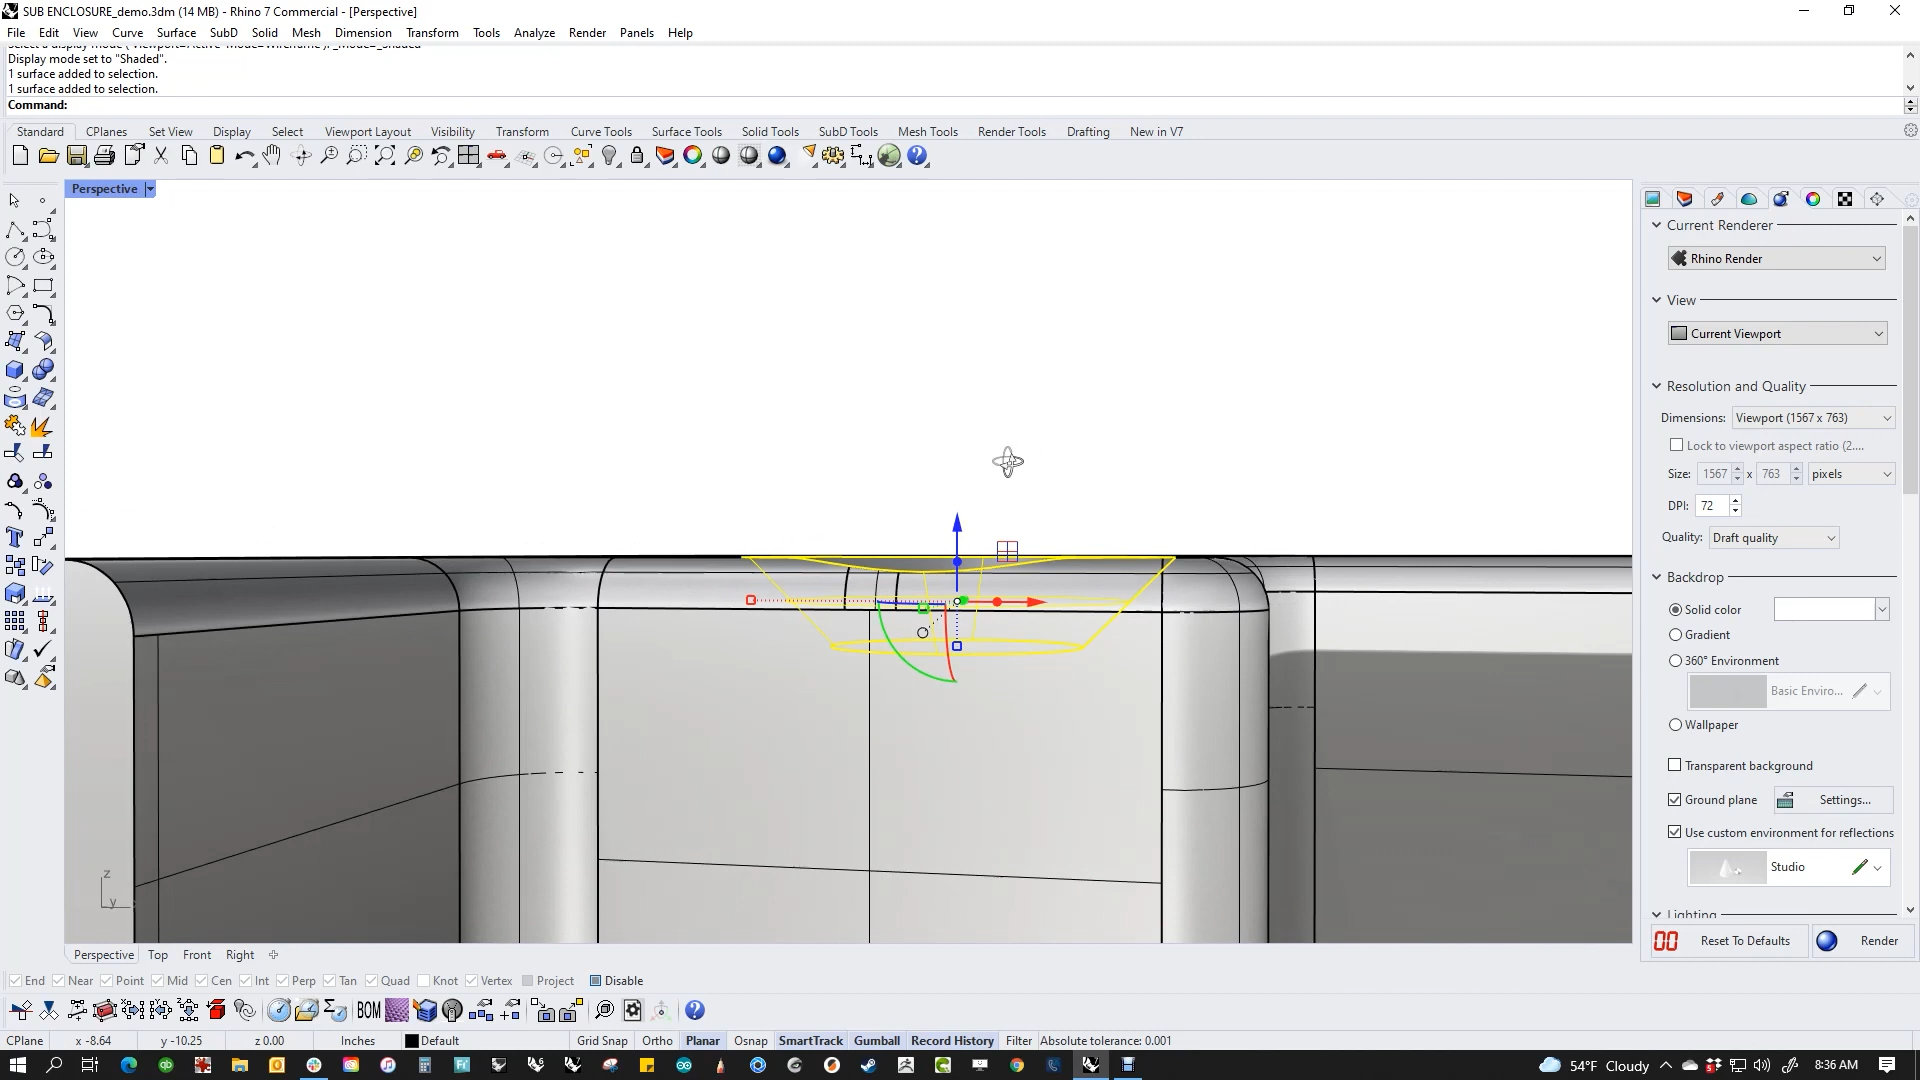 SUB ENCLOSURE_demo.3dm (14 MB) - Rhino 7 Commercial - [Perspective]
File Edit View Curve Surface SubD Solid Mesh Dimension Transform Tools Analyze Render Panels Help
Display mode set to "Shaded".
1 surface added to selection.
1 surface added to selection.
Command:
Standard CPlanes Set View Display Select Viewport Layout Visibility Transform Curve Tools Surface Tools Solid Tools SubD Tools Mesh Tools Render Tools Drafting New in V7
Perspective
Current Renderer
Rhino Render
View
Current Viewport
Resolution and Quality
Dimensions: Viewport (1567 x 763)
Lock to viewport aspect ratio (2....
Size: 1567 x 763 pixels
DPI: 72
Quality: Draft quality
Backdrop
Solid color
Gradient
360° Environment
Basic Enviro...
Wallpaper
Transparent background
Ground plane Settings...
Use custom environment for reflections
Studio
Lighting
Reset To Defaults Render
z
y
Perspective Top Front Right
End Near Point Mid Cen Int Perp Tan Quad Knot Vertex Project Disable
BOM
CPlane x -8.64 y -10.25 z 0.00 Inches Default Grid Snap Ortho Planar Osnap SmartTrack Gumball Record History Filter Absolute tolerance: 0.001
54°F Cloudy 8:36 AM